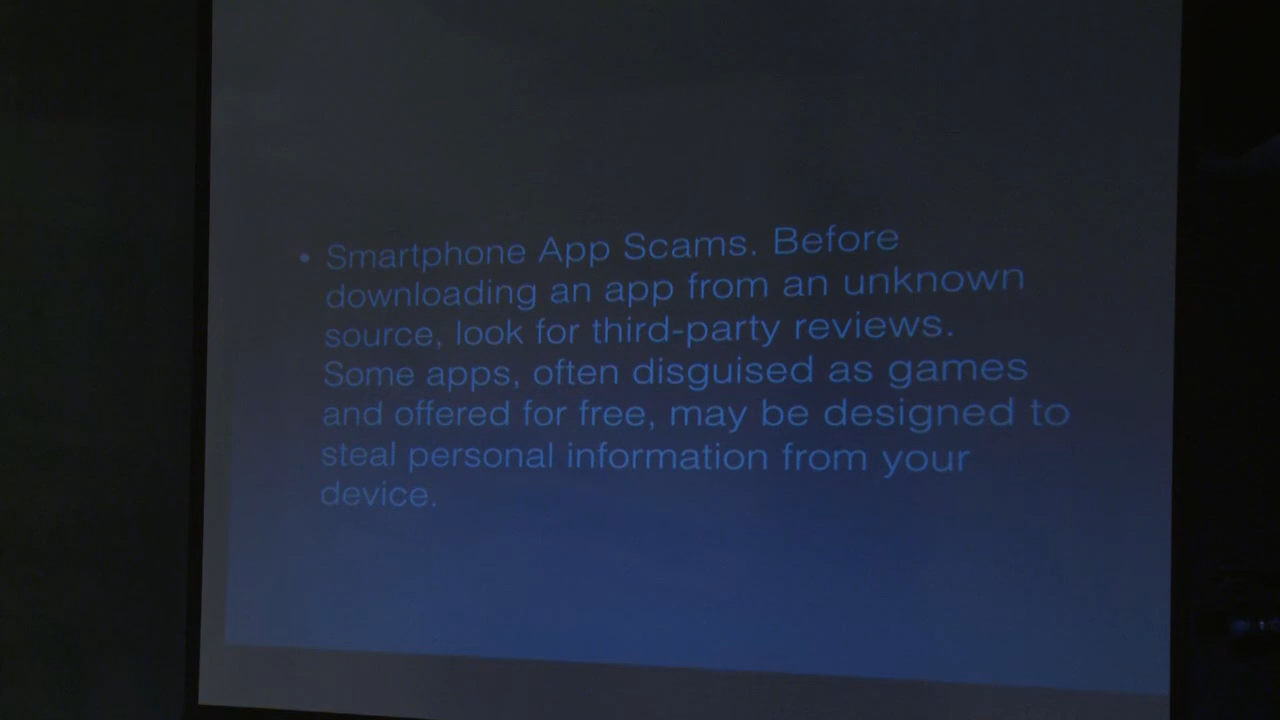 • Smartphone App Scams. Before
downloading an app from an unknown
source, look for third-party reviews.
Some apps, often disguised as games
and offered for free, may be designed to
steal personal information from your
device.